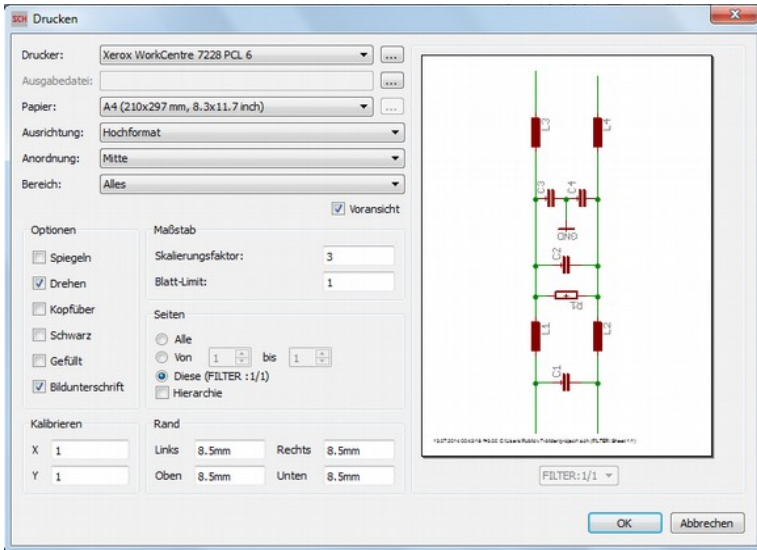 SCH Drucken
Drucker: Xerox WorkCentre 7228 PCL 6 ...
Ausgabedatei: ...
Papier: A4 (210x297 mm, 8.3x11.7 inch) ...
Ausrichtung: Hochformat
Anordnung: Mitte
Bereich: Alles
Voransicht
Optionen
Spiegeln
Drehen
Kopfüber
Schwarz
Gefüllt
Bildunterschrift
Maßstab
Skalierungsfaktor: 3
Blatt-Limit: 1
Seiten
Alle
Von 1 bis 1
Diese (FILTER :1/1)
Hierarchie
Kalibrieren
X 1
Y 1
Rand
Links 8.5mm Rechts 8.5mm
Oben 8.5mm Unten 8.5mm
L3 L4
C3 C4
GND
C2
R1
L1 L2
C1
FILTER:1/1
OK Abbrechen